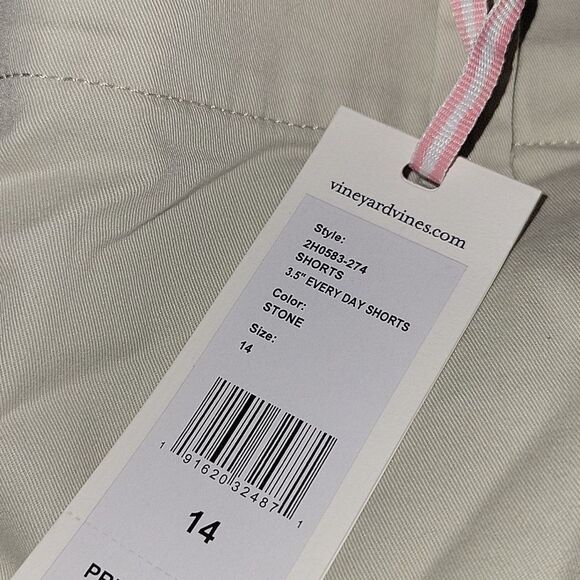 vineyardvines.com
Style:
2H0583-274
SHORTS
3.5" EVERY DAY SHORTS
Color:
STONE
Size:
14
1 91620 32487 1
14